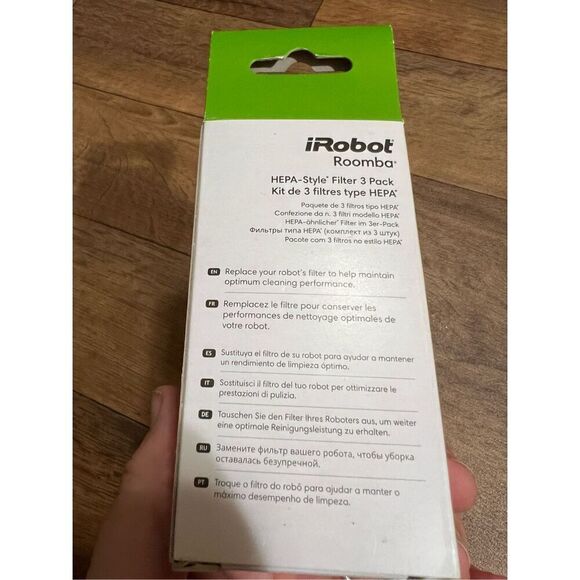 iRobot®
Roomba®
HEPA-Style* Filter 3 Pack
Kit de 3 filtres type HEPA*
Paquete de 3 filtros tipo HEPA*
Confezione da n. 3 filtri modello HEPA*
HEPA-ähnlicher* Filter im 3er-Pack
Фильтры типа HEPA* (комплект из 3 штук)
Pacote com 3 filtros no estilo HEPA*
EN Replace your robot's filter to help maintain
optimum cleaning performance.
FR Remplacez le filtre pour conserver les
performances de nettoyage optimales de
votre robot.
ES Sustituya el filtro de su robot para ayudar a mantener
un rendimiento de limpieza óptimo.
IT Sostituisci il filtro del tuo robot per ottimizzare le
prestazioni di pulizia.
DE Tauschen Sie den Filter Ihres Roboters aus, um weiter
eine optimale Reinigungsleistung zu erhalten.
RU Замените фильтр вашего робота, чтобы уборка
оставалась безупречной.
PT Troque o filtro do robô para ajudar a manter o
máximo desempenho de limpeza.